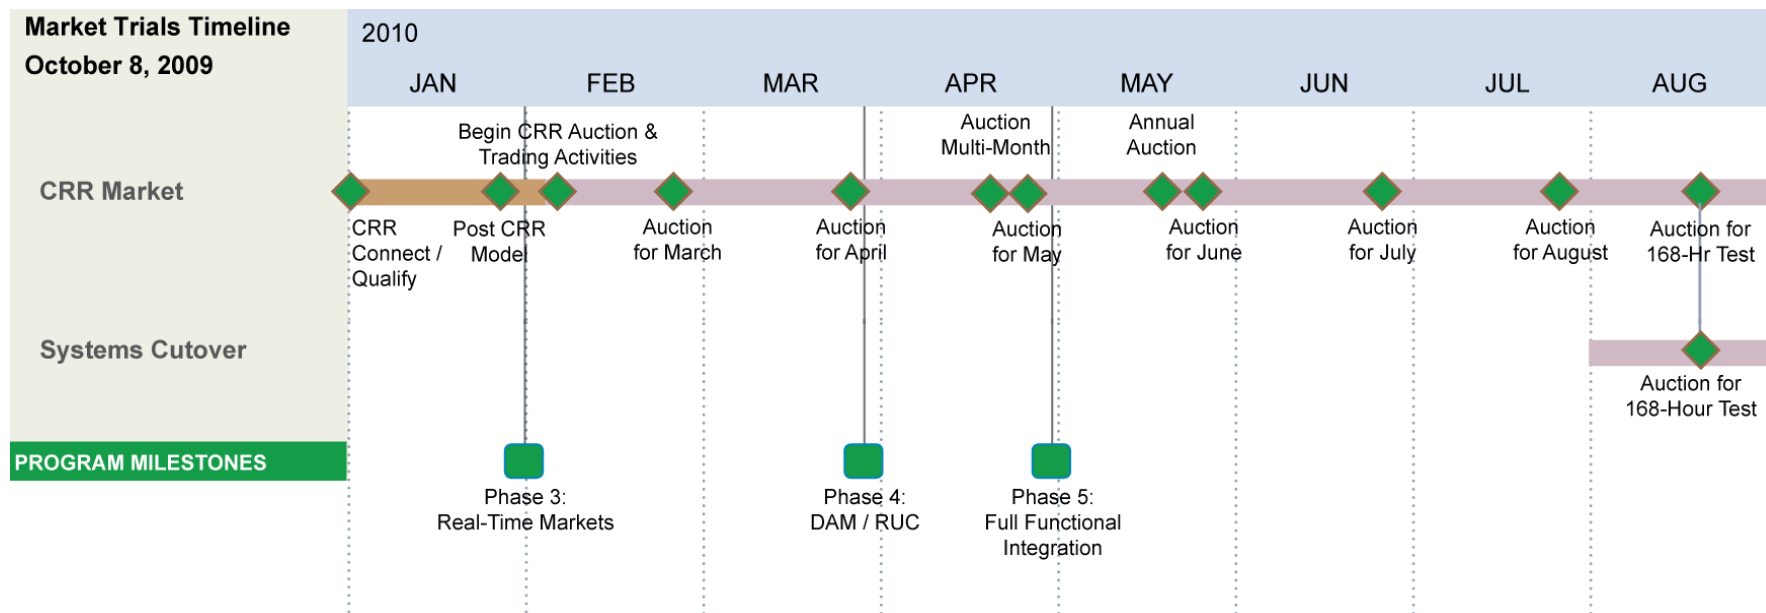 Market Trials Timeline
October 8, 2009
2010
JAN FEB MAR APR MAY JUN JUL AUG
Begin CRR Auction &
Trading Activities
Auction
Multi-Month
Annual
Auction
CRR Market
CRR
Connect /
Qualify
Post CRR
Model
Auction
for March
Auction
for April
Auction
for May
Auction
for June
Auction
for July
Auction
for August
Auction for
168-Hr Test
Systems Cutover
Auction for
168-Hour Test
PROGRAM MILESTONES
Phase 3:
Real-Time Markets
Phase 4:
DAM / RUC
Phase 5:
Full Functional
Integration